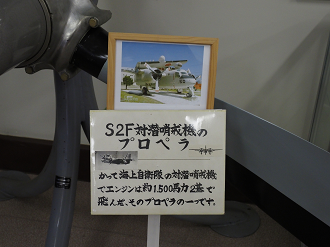 S2F対潜哨戒機の
プロペラ
かって海上自衛隊の対潜哨戒機
でエンジンは約1,500馬力2基で
飛んだ、そのプロペラの一つです。